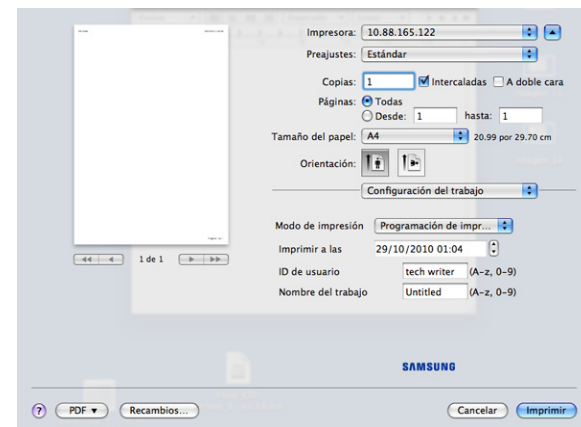 Impresora: 10.88.165.122
Preajustes: Estándar
Copias: 1 Intercaladas A doble cara
Páginas: Todas
Desde: 1 hasta: 1
Tamaño del papel: A4 20.99 por 29.70 cm
Orientación:
Configuración del trabajo
Modo de impresión Programación de impr...
Imprimir a las 29/10/2010 01:04
1 de 1
ID de usuario tech writer (A-z, 0-9)
Nombre del trabajo Untitled (A-z, 0-9)
SAMSUNG
? PDF ▼ Recambios... Cancelar Imprimir